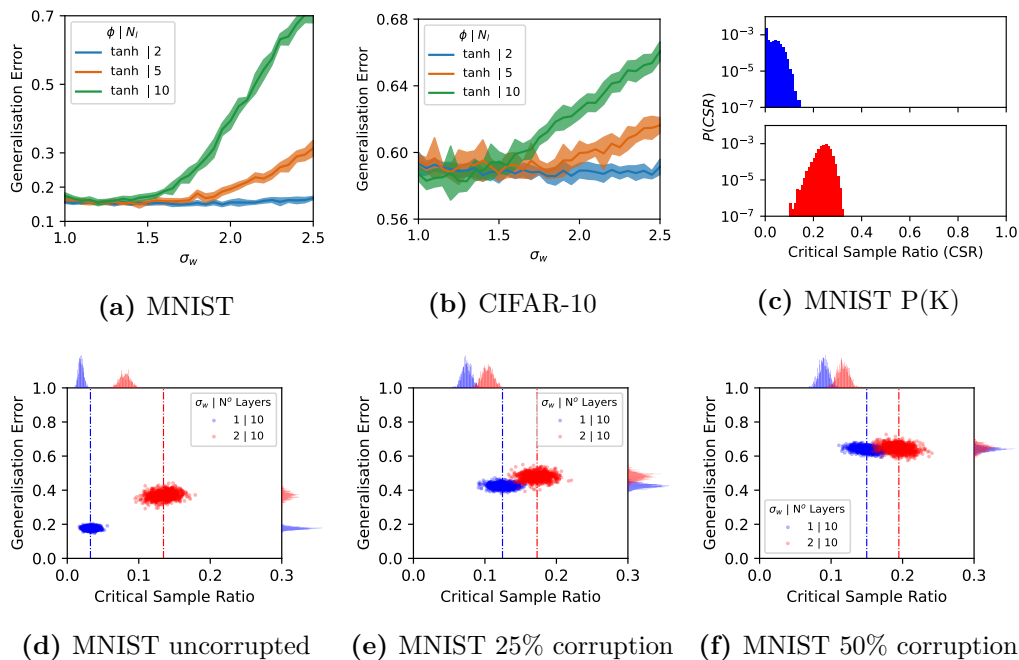 0.7
0.5
0.3
0.1
Generalisation Error
ϕ | N_l
tanh | 2
tanh | 5
tanh | 10
1.0 1.5 2.0 2.5
σ_w
(a) MNIST
0.64
0.60
0.56
Generalisation Error
ϕ | N_l
tanh | 2
tanh | 5
tanh | 10
1.0 1.5 2.0 2.5
σ_w
(b) CIFAR-10
10⁻³
10⁻⁵
10⁻⁷
P(CSR)
10⁻³
10⁻⁵
10⁻⁷
0.0 0.2 0.4 0.6 0.8 1.0
Critical Sample Ratio (CSR)
(c) MNIST P(K)
1.0
0.8
0.6
0.4
0.2
0.0
Generalisation Error
σ_w | Nᵒ Layers
1 | 10
2 | 10
0.0 0.1 0.2 0.3
Critical Sample Ratio
(d) MNIST uncorrupted
1.0
0.8
0.6
0.4
0.2
0.0
Generalisation Error
σ_w | Nᵒ Layers
1 | 10
2 | 10
0.0 0.1 0.2 0.3
Critical Sample Ratio
(e) MNIST 25% corruption
1.0
0.8
0.6
0.4
0.2
0.0
Generalisation Error
σ_w | Nᵒ Layers
1 | 10
2 | 10
0.0 0.1 0.2 0.3
Critical Sample Ratio
(f) MNIST 50% corruption